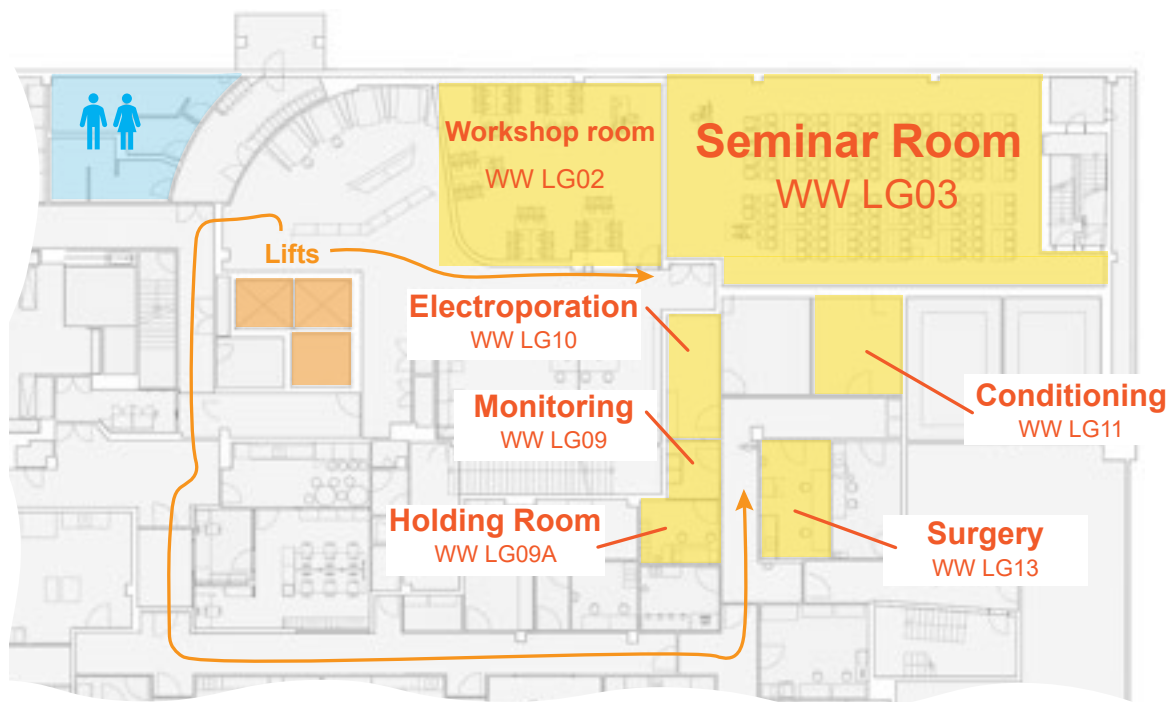 Workshop room
WW LG02
Seminar Room
WW LG03
Lifts
Electroporation
WW LG10
Monitoring
WW LG09
Conditioning
WW LG11
Holding Room
WW LG09A
Surgery
WW LG13